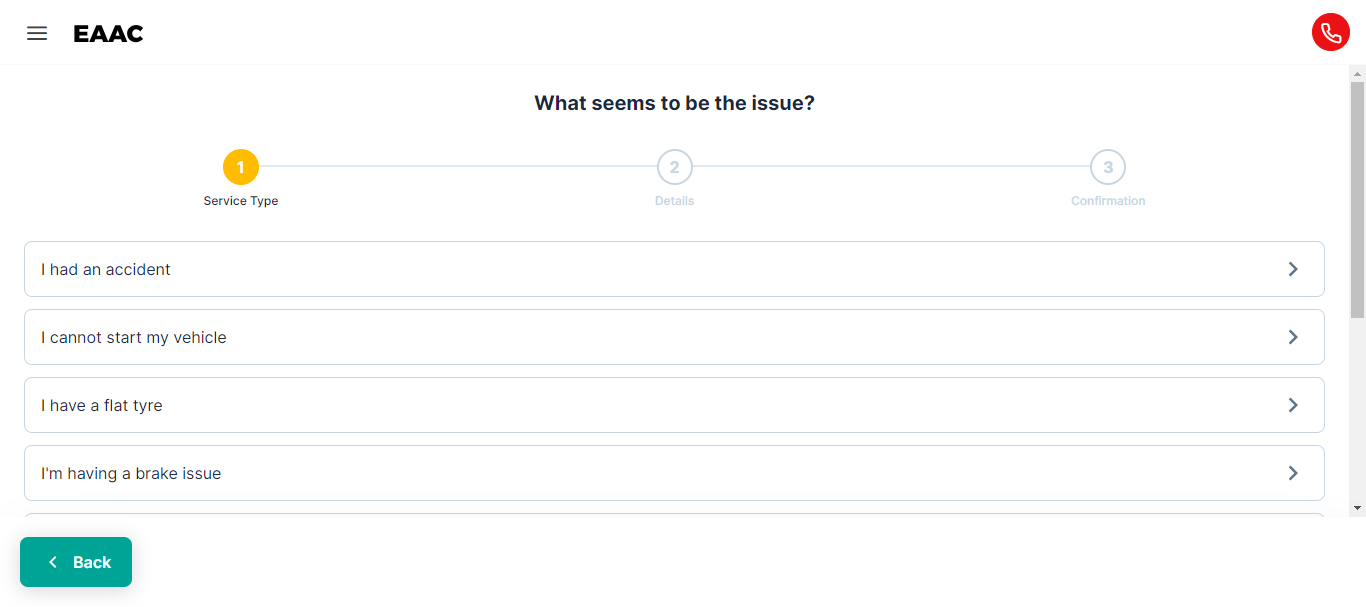 EAAC
What seems to be the issue?
1
2
3
Service Type
Details
Confirmation
I had an accident
I cannot start my vehicle
I have a flat tyre
I'm having a brake issue
Back